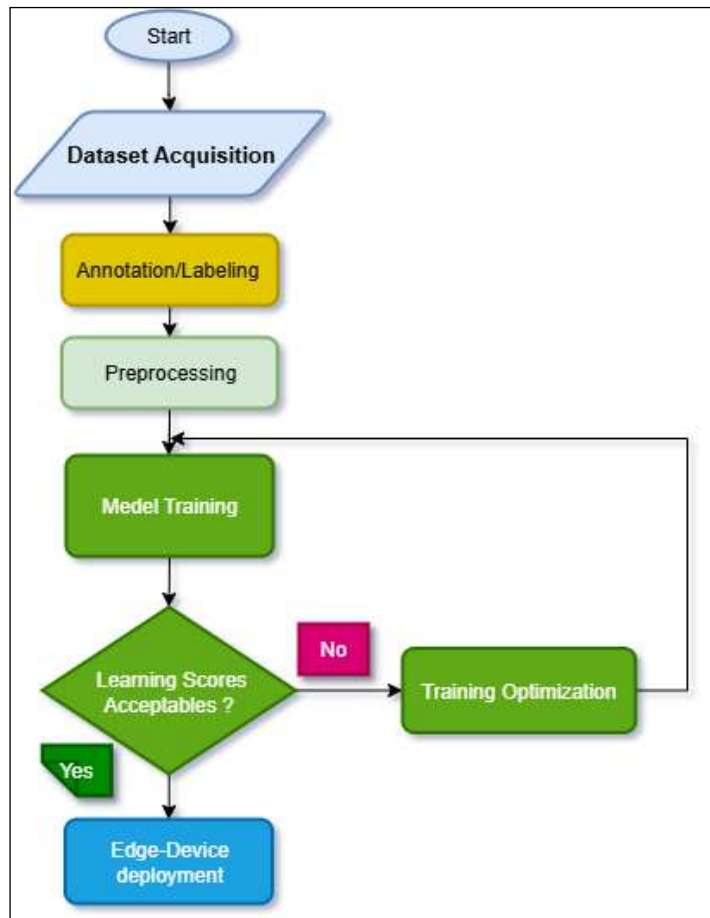 Start
Dataset Acquisition
Annotation/Labeling
Preprocessing
Medel Training
Learning Scores
Acceptables ?
No
Training Optimization
Yes
Edge-Device
deployment